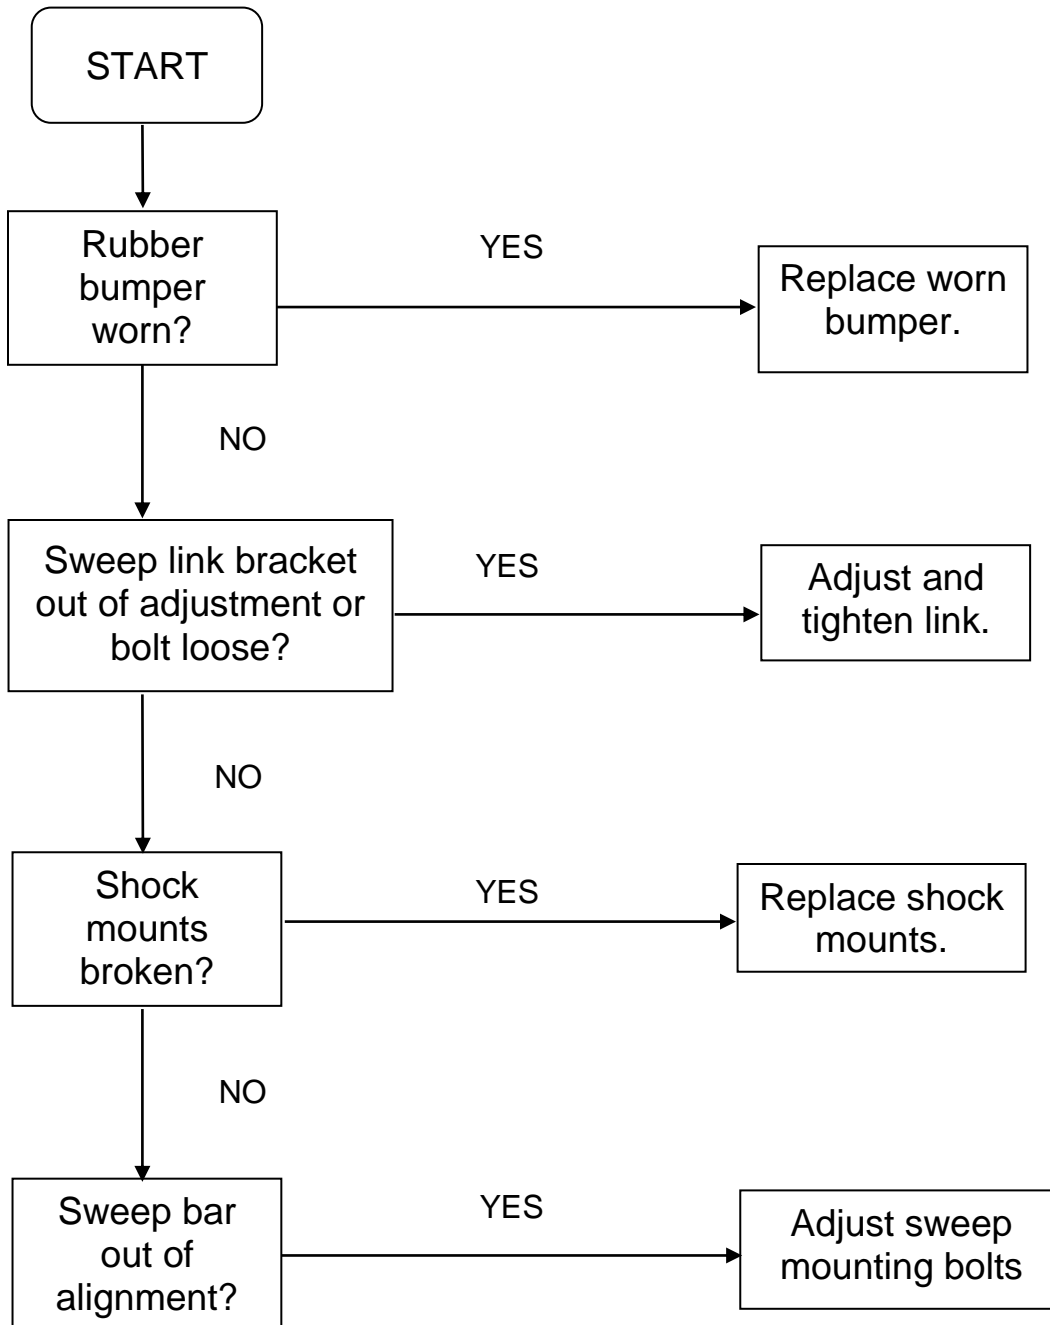 START
Rubber
bumper
worn?
YES
Replace worn
bumper.
NO
Sweep link bracket
out of adjustment or
bolt loose?
YES
Adjust and
tighten link.
NO
Shock
mounts
broken?
YES
Replace shock
mounts.
NO
Sweep bar
out of
alignment?
YES
Adjust sweep
mounting bolts